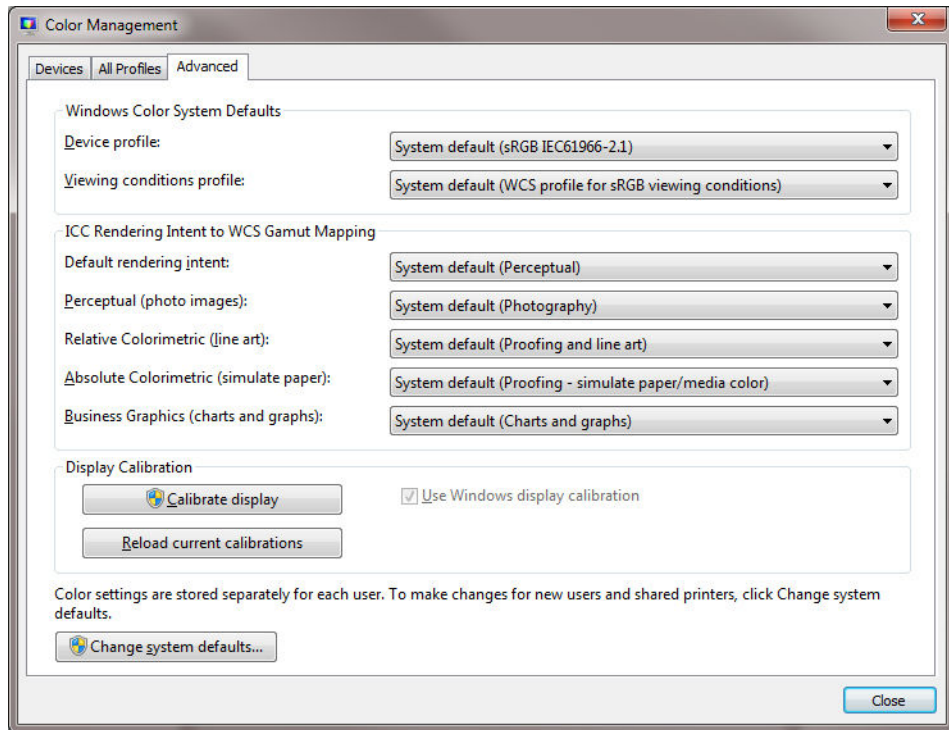 Color Management
Devices
All Profiles
Advanced
Windows Color System Defaults
Device profile:
System default (sRGB IEC61966-2.1)
Viewing conditions profile:
System default (WCS profile for sRGB viewing conditions)
ICC Rendering Intent to WCS Gamut Mapping
Default rendering intent:
System default (Perceptual)
Perceptual (photo images):
System default (Photography)
Relative Colorimetric (line art):
System default (Proofing and line art)
Absolute Colorimetric (simulate paper):
System default (Proofing - simulate paper/media color)
Business Graphics (charts and graphs):
System default (Charts and graphs)
Display Calibration
Calibrate display
Use Windows display calibration
Reload current calibrations
Color settings are stored separately for each user. To make changes for new users and shared printers, click Change system
defaults.
Change system defaults...
Close